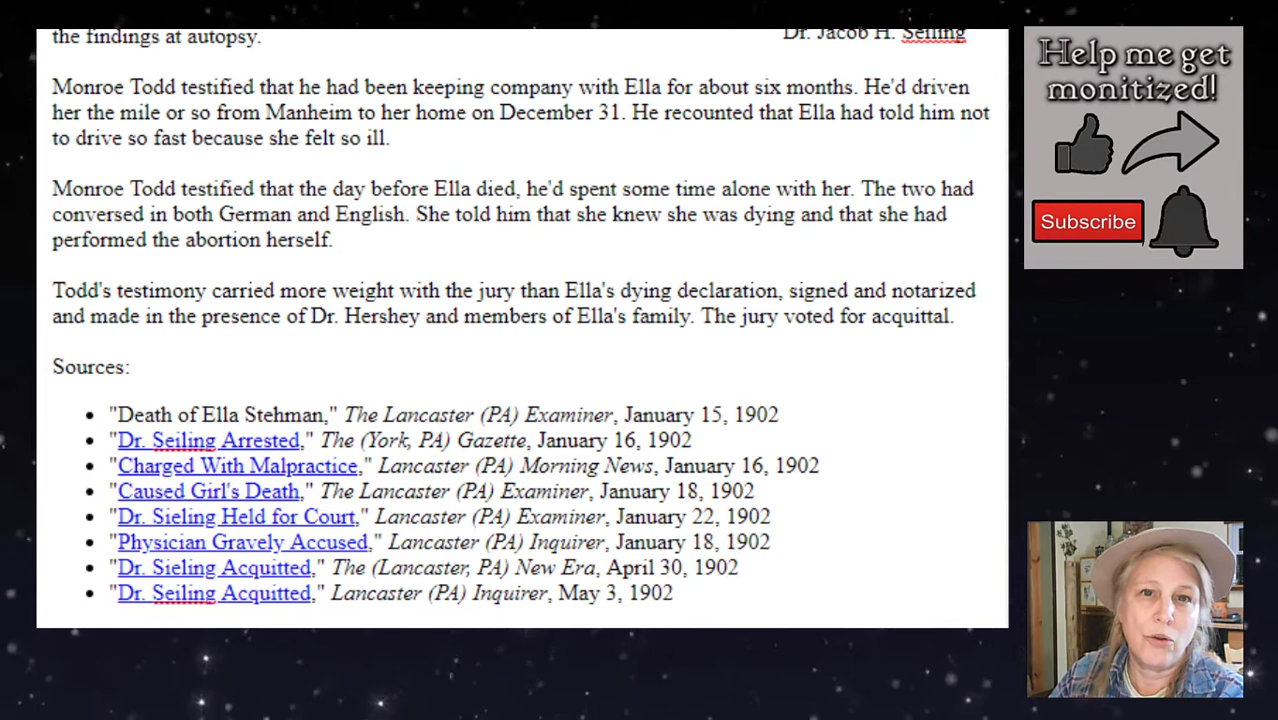 the findings at autopsy.
Dr. Jacob H. Seiling
Monroe Todd testified that he had been keeping company with Ella for about six months. He'd driven
her the mile or so from Manheim to her home on December 31. He recounted that Ella had told him not
to drive so fast because she felt so ill.
Monroe Todd testified that the day before Ella died, he'd spent some time alone with her. The two had
conversed in both German and English. She told him that she knew she was dying and that she had
performed the abortion herself.
Todd's testimony carried more weight with the jury than Ella's dying declaration, signed and notarized
and made in the presence of Dr. Hershey and members of Ella's family. The jury voted for acquittal.
Sources:
• "Death of Ella Stehman," The Lancaster (PA) Examiner, January 15, 1902
• "Dr. Seiling Arrested," The (York, PA) Gazette, January 16, 1902
• "Charged With Malpractice," Lancaster (PA) Morning News, January 16, 1902
• "Caused Girl's Death," The Lancaster (PA) Examiner, January 18, 1902
• "Dr. Sieling Held for Court," Lancaster (PA) Examiner, January 22, 1902
• "Physician Gravely Accused," Lancaster (PA) Inquirer, January 18, 1902
• "Dr. Sieling Acquitted," The (Lancaster, PA) New Era, April 30, 1902
• "Dr. Seiling Acquitted," Lancaster (PA) Inquirer, May 3, 1902
Help me get
monitized!
Subscribe